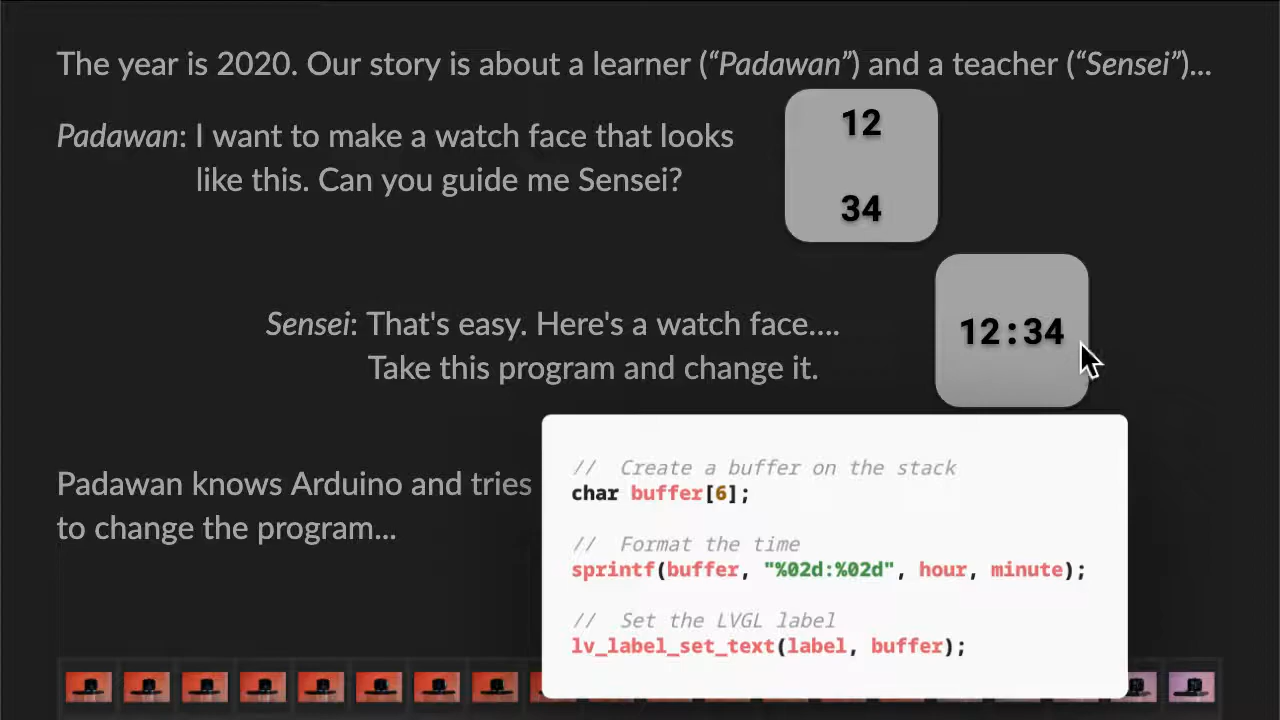 The year is 2020. Our story is about a learner (“Padawan”) and a teacher (“Sensei”)...
Padawan: I want to make a watch face that looks
like this. Can you guide me Sensei?
12
34
Sensei: That's easy. Here's a watch face....
Take this program and change it.
12:34
Padawan knows Arduino and tries
to change the program...
// Create a buffer on the stack
char buffer[6];
// Format the time
sprintf(buffer, "%02d:%02d", hour, minute);
// Set the LVGL label
lv_label_set_text(label, buffer);